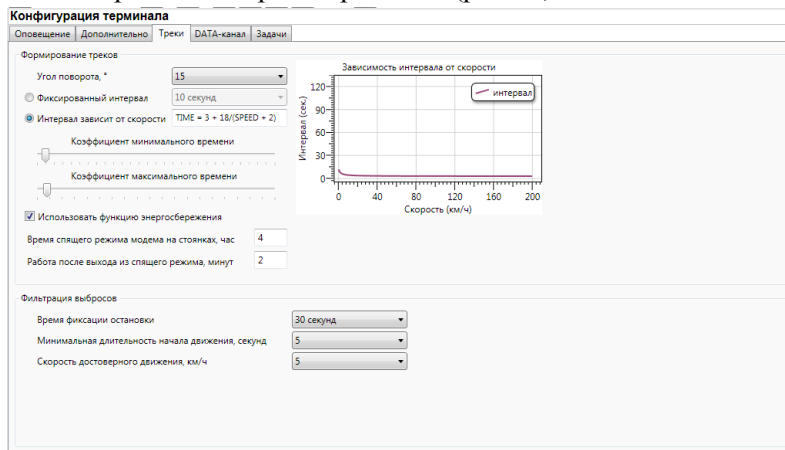 Конфигурация терминала
Оповещение Дополнительно Треки DATA-канал Задачи
Формирование треков
Угол поворота, ° 15
Фиксированный интервал 10 секунд
Интервал зависит от скорости TIME = 3 + 18/(SPEED + 2)
Коэффициент минимального времени
Коэффициент максимального времени
Использовать функцию энергосбережения
Время спящего режима модема на стоянках, час 4
Работа после выхода из спящего режима, минут 2
Зависимость интервала от скорости
интервал
Интервал (сек.)
120
90
60
30
0
0 40 80 120 160 200
Скорость (км/ч)
Фильтрация выбросов
Время фиксации остановки 30 секунд
Минимальная длительность начала движения, секунд 5
Скорость достоверного движения, км/ч 5